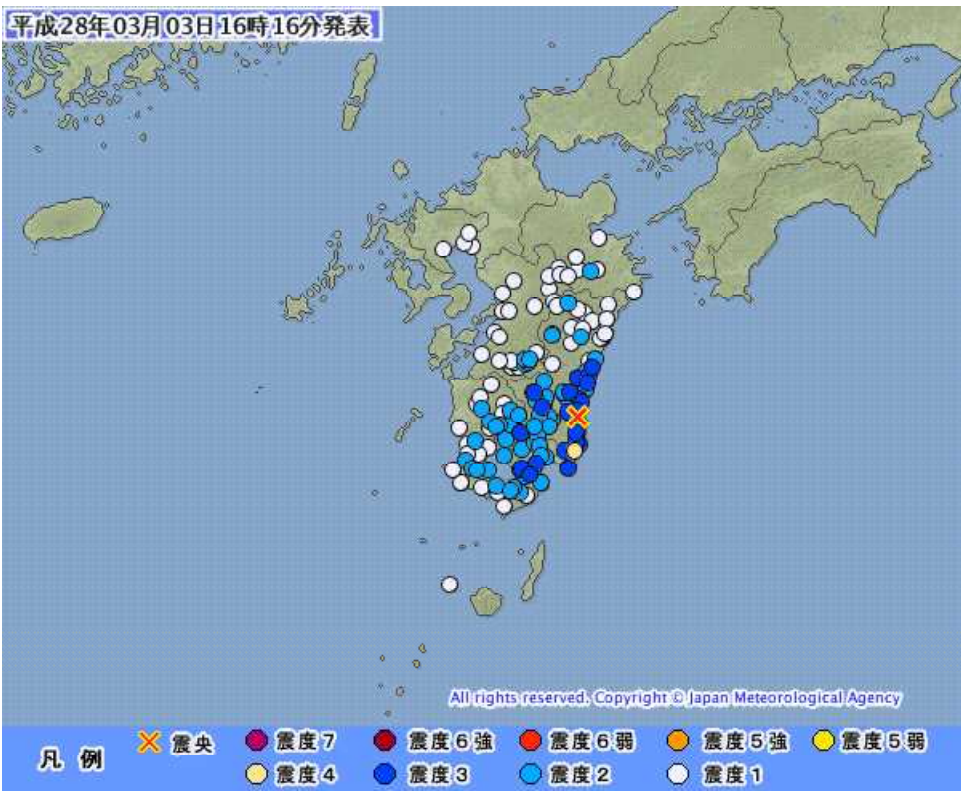 平成28年03月03日16時16分発表
All rights reserved. Copyright © Japan Meteorological Agency
凡 例 震央 震度７ 震度６強 震度６弱 震度５強 震度５弱
震度４ 震度３ 震度２ 震度１